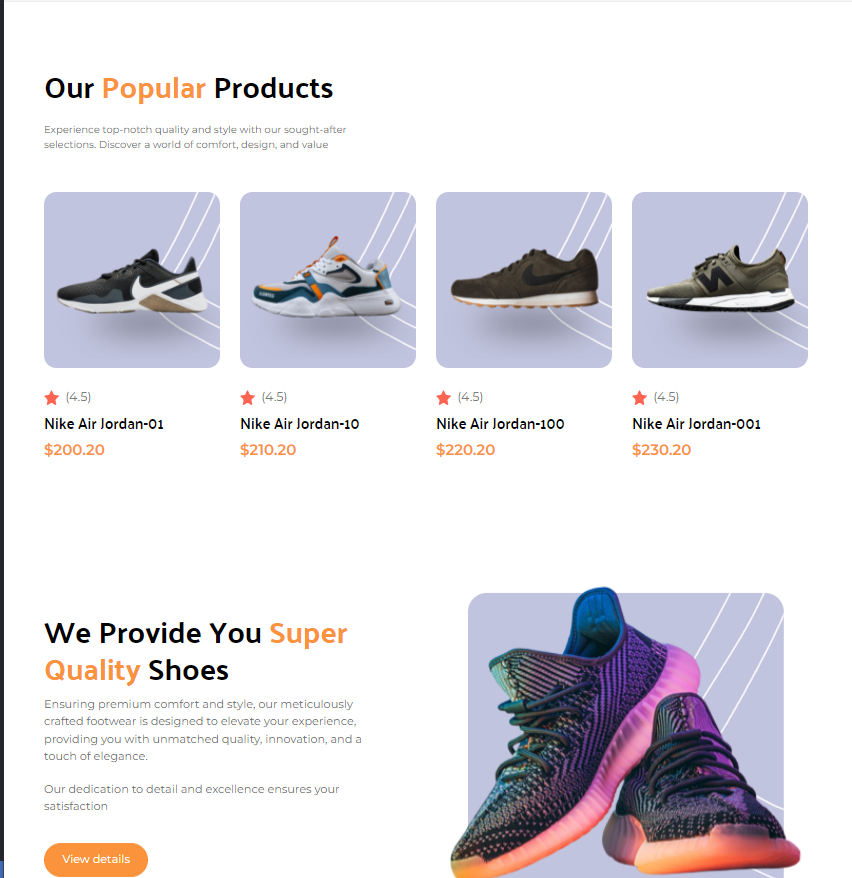 Our Popular Products
Experience top-notch quality and style with our sought-after
selections. Discover a world of comfort, design, and value
(4.5)
(4.5)
(4.5)
(4.5)
Nike Air Jordan-01
Nike Air Jordan-10
Nike Air Jordan-100
Nike Air Jordan-001
$200.20
$210.20
$220.20
$230.20
We Provide You Super
Quality Shoes
Ensuring premium comfort and style, our meticulously
crafted footwear is designed to elevate your experience,
providing you with unmatched quality, innovation, and a
touch of elegance.
Our dedication to detail and excellence ensures your
satisfaction
View details